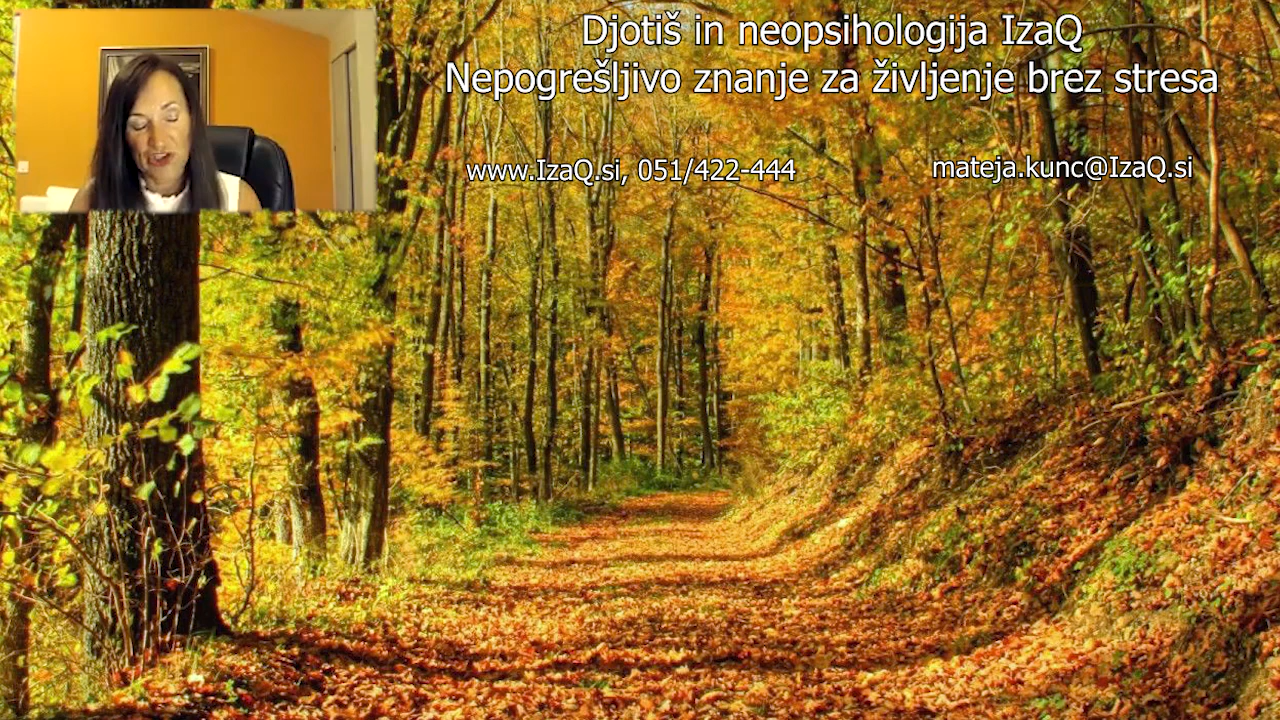 Djotiš in neopsihologija IzaQ
Nepogrešljivo znanje za življenje brez stresa
www.IzaQ.si, 051/422-444
mateja.kunc@IzaQ.si